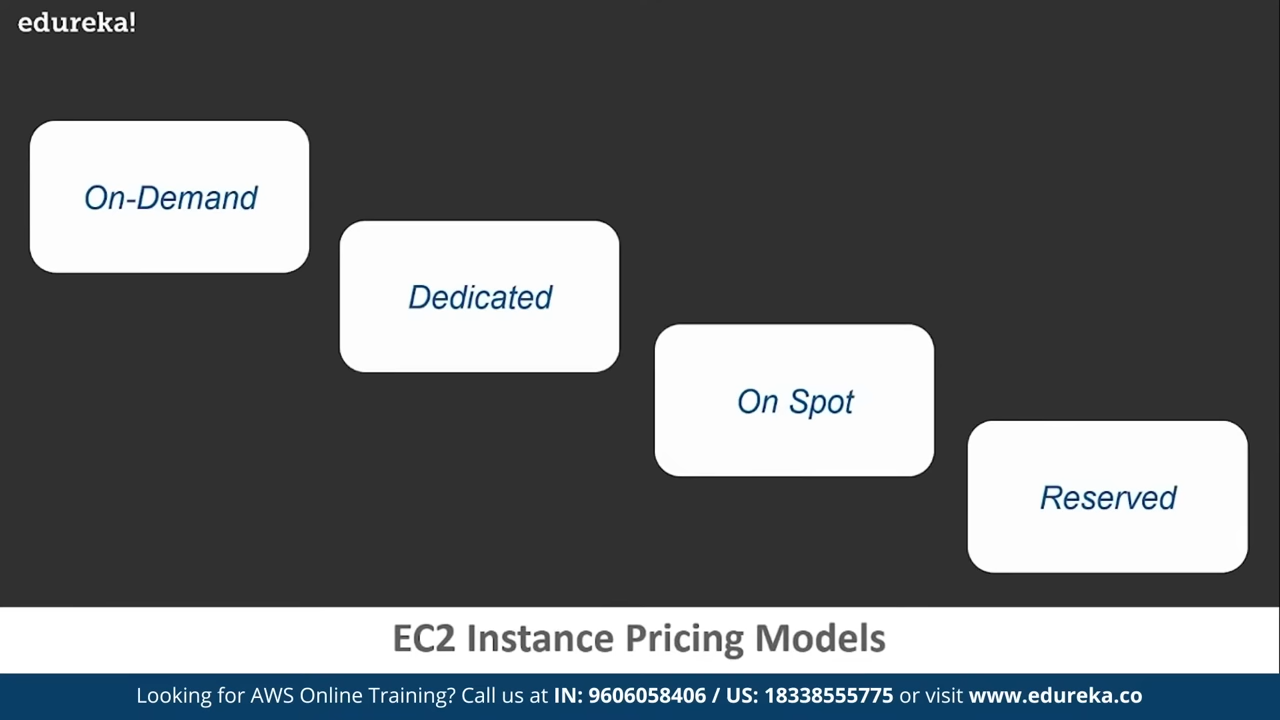 edureka!
On-Demand
Dedicated
On Spot
Reserved
EC2 Instance Pricing Models
Looking for AWS Online Training? Call us at IN: 9606058406 / US: 18338555775 or visit www.edureka.co